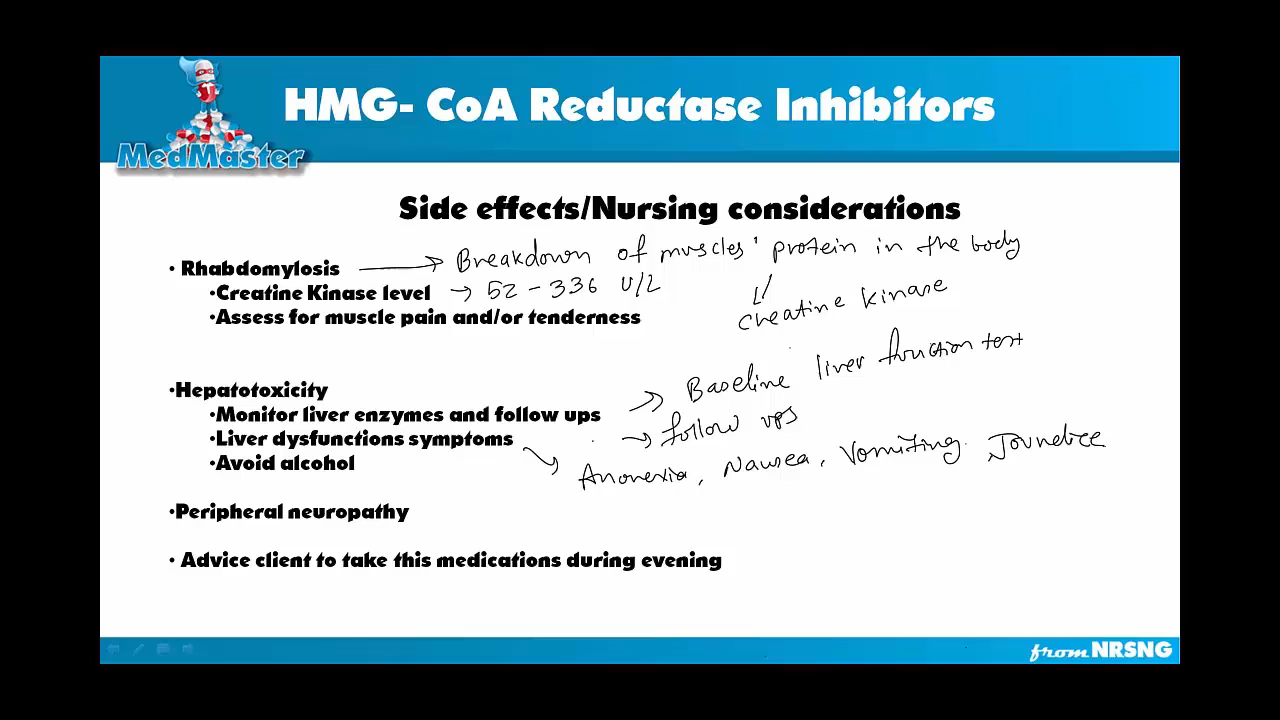 HMG- CoA Reductase Inhibitors
MedMaster
Side effects/Nursing considerations
• Rhabdomylosis → Breakdown of muscles' protein in the body
•Creatine Kinase level → 52 - 336 U/L
creatine kinase
•Assess for muscle pain and/or tenderness
•Hepatotoxicity
→ Baseline liver function test
•Monitor liver enzymes and follow ups
→ follow ups
•Liver dysfunctions symptoms
Anorexia, Nausea, Vomiting. Joundice
•Avoid alcohol
•Peripheral neuropathy
• Advice client to take this medications during evening
from NRSNG